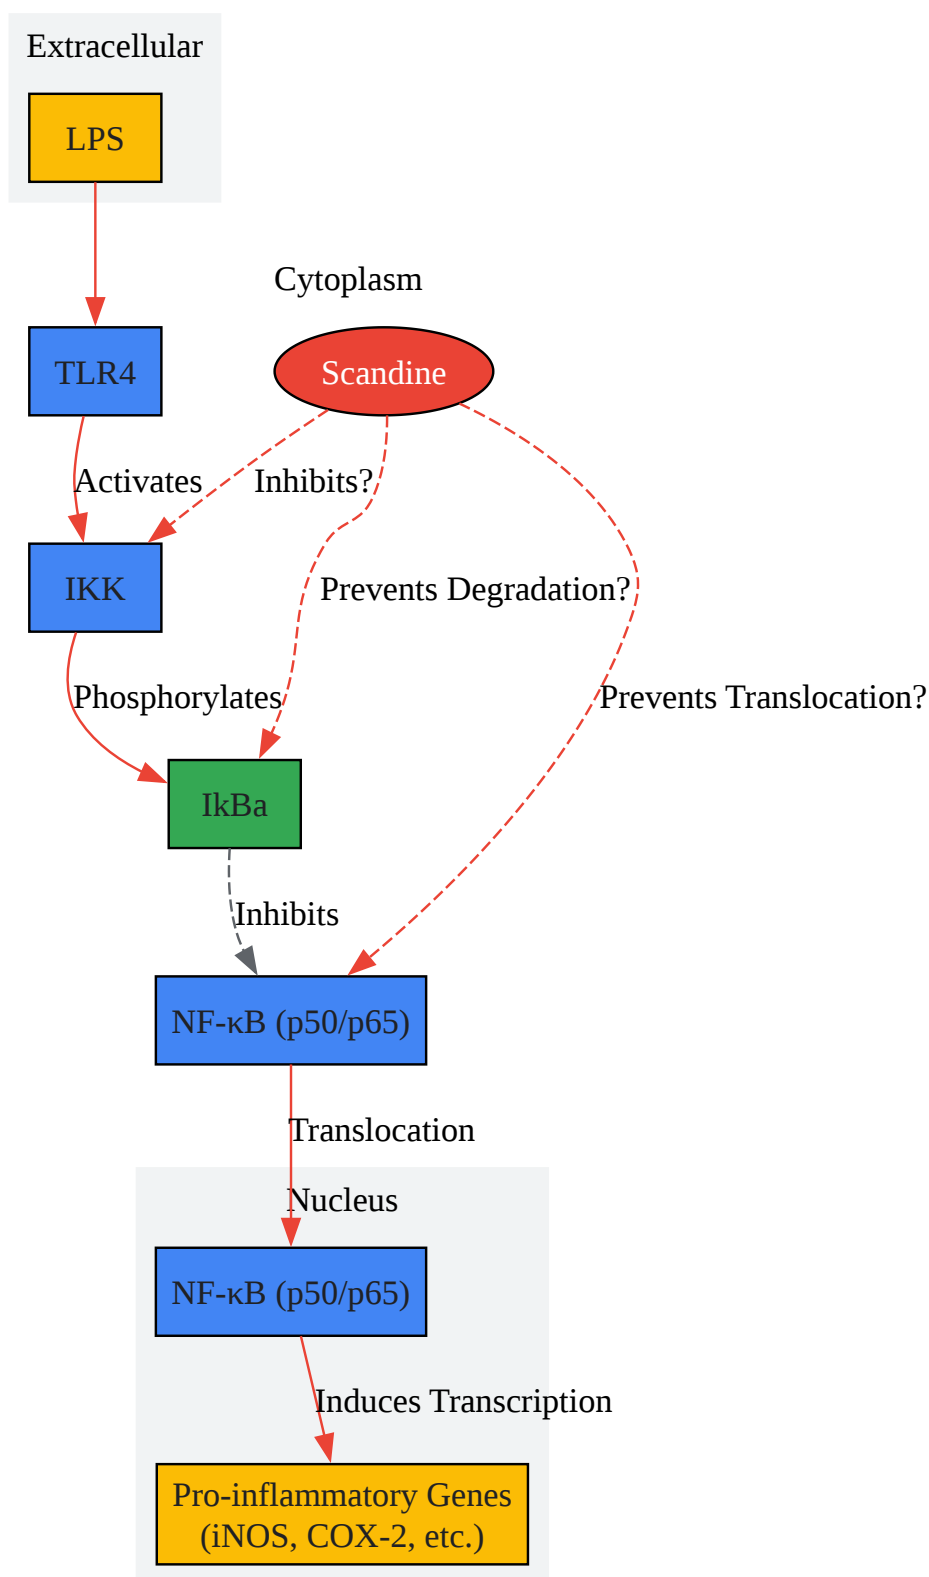 Extracellular
LPS
Cytoplasm
TLR4
Scandine
Activates
Inhibits?
IKK
Prevents Degradation?
Phosphorylates
Prevents Translocation?
IkBa
Inhibits
NF-κB (p50/p65)
Translocation
Nucleus
NF-κB (p50/p65)
Induces Transcription
Pro-inflammatory Genes
(iNOS, COX-2, etc.)